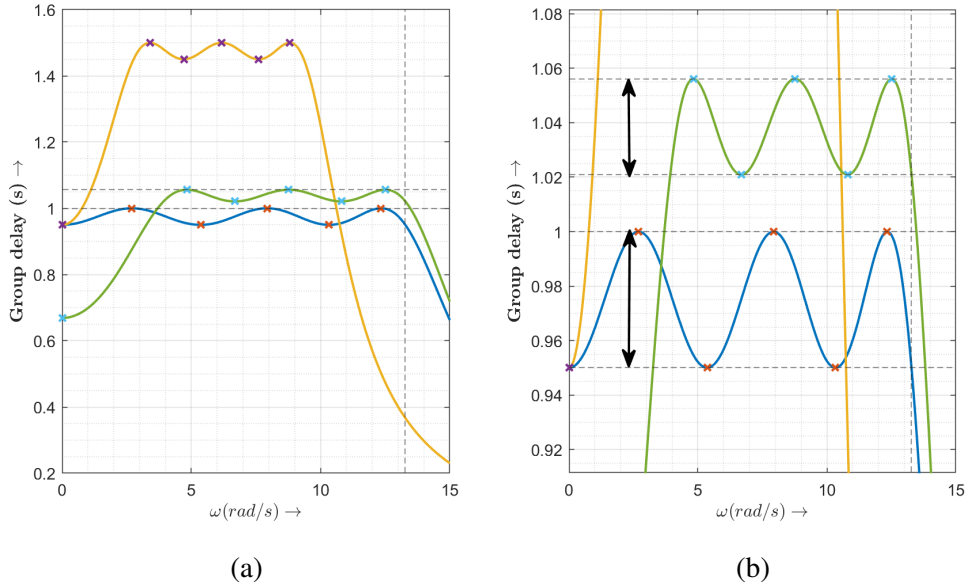 1.6
1.4
1.2
1
0.8
0.6
0.4
0.2
Group delay (s) →
0 5 10 15
ω(rad/s) →
(a)
1.08
1.06
1.04
1.02
1
0.98
0.96
0.94
0.92
Group delay (s) →
0 5 10 15
ω(rad/s) →
(b)